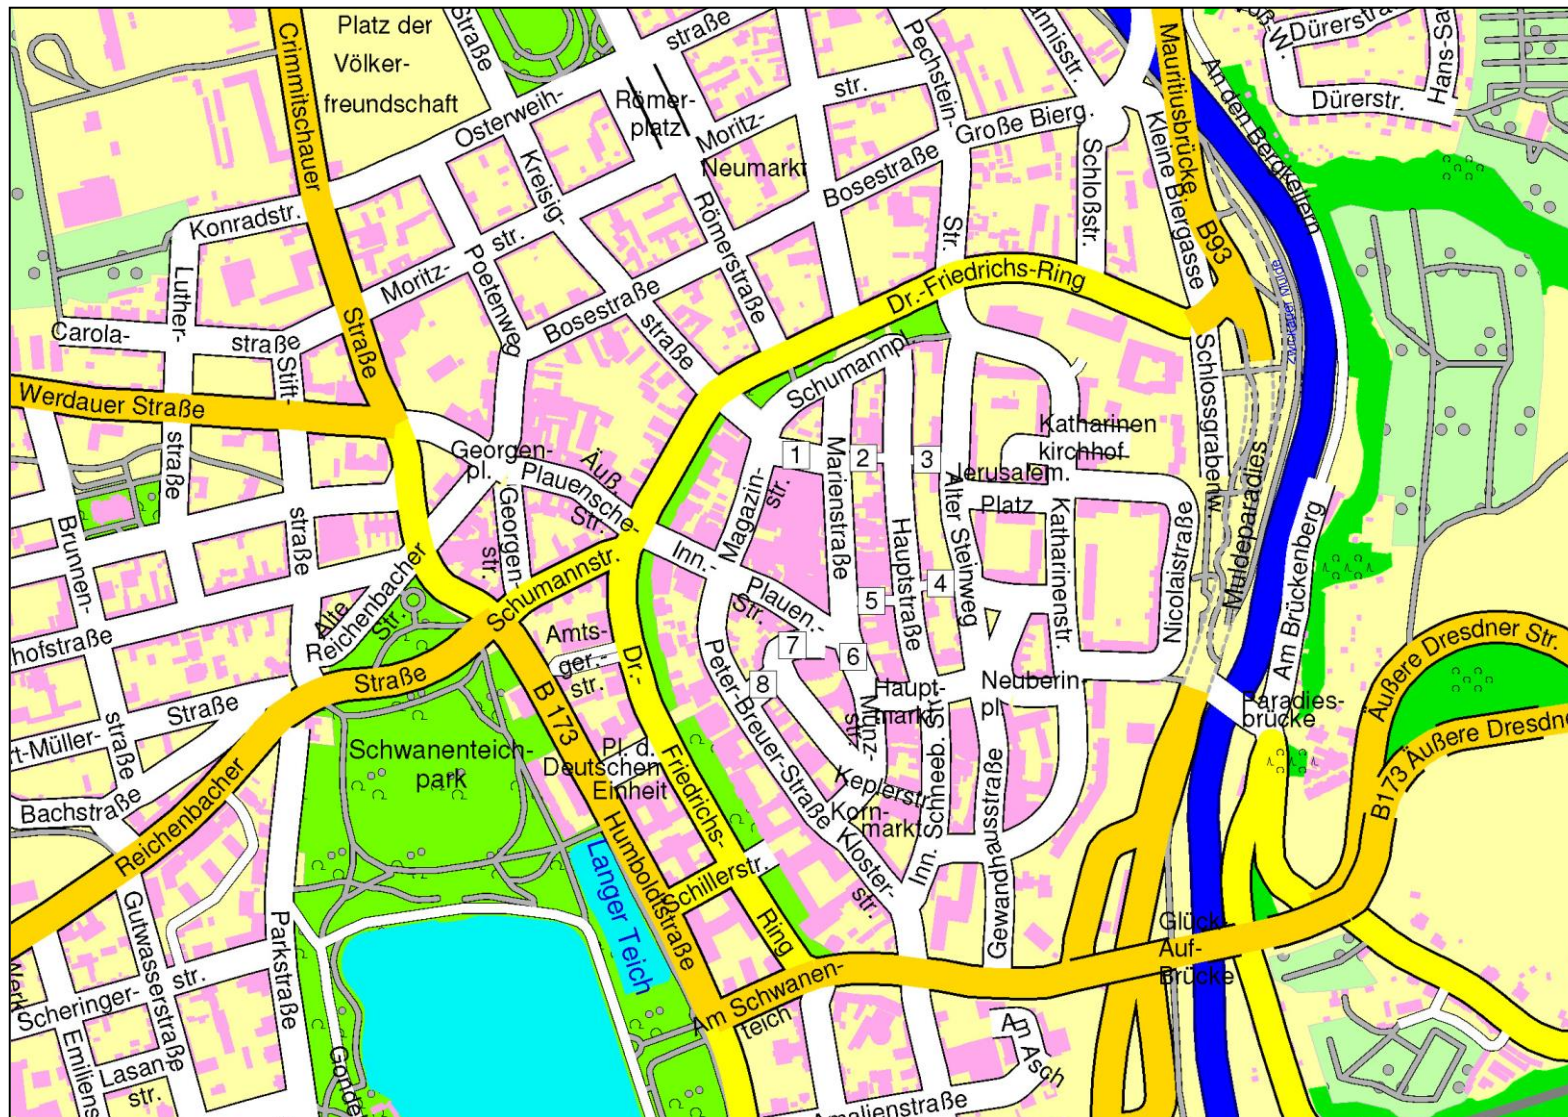 Platz der
Völker-
freundschaft
Crimmitschauer
Straße
Straße
Osterweih-
straße
Römer-
platz
Moritz-
str.
Neumarkt
Pechstein-
Str.
Große Bierg.
Schloßstr.
Kleine Biergasse
Mauritiusbrücke,
B93
An den Bergkellern
Dürerstr.
Konradstr.
Luther-
straße
Moritz-
str.
Kreisig-
straße
Poetenweg
Bosestraße
Bosestraße
Römerstraße
Dr.-Friedrichs-Ring
Carola-
straße
Stift-
straße
Werdauer Straße
Georgen-
pl.
Äuß.
Plauensche-
Str.
Georgen-
str.
Schumannpl.
Magazin-
str.
Marienstraße
1
2
3
Hauptstraße
Alter Steinweg
Katharinen
kirchhof
Jerusalem.
Platz
Katharinenstr.
Nicolaistraße
Schlossgrabenw.
Muldeparadies
Am Brückenberg
Brunnen-
straße
hofstraße
Alte
Reichenbacher
Str.
Schumannstr.
Inn.-
Plauen.-
Str.
4
5
6
7
8
Amts-
ger.-
str.
Dr.-
Friedrichs-
Ring
Peter-Breuer-Straße
Münz-
str.
Haupt-
markt
Neuberin-
pl.
Paradies-
brücke
Äußere Dresdner Str.
B173 Äußere Dresdner
Straße
rt-Müller-
Bachstraße
Reichenbacher
Straße
Schwanenteich-
park
B 173
Pl. d.
Deutschen
Einheit
Humboldtstraße
Keplerstr.
Korn-
markt
Inn. Schneeb. Str.
Gewandhausstraße
Kloster-
str.
Schillerstr.
Langer Teich
Glück-
Auf-
Brücke
Am Schwanen-
teich
Parkstraße
Gutwasserstraße
Scheringer-
str.
Lasan-
str.
Am Asch
Amalienstraße